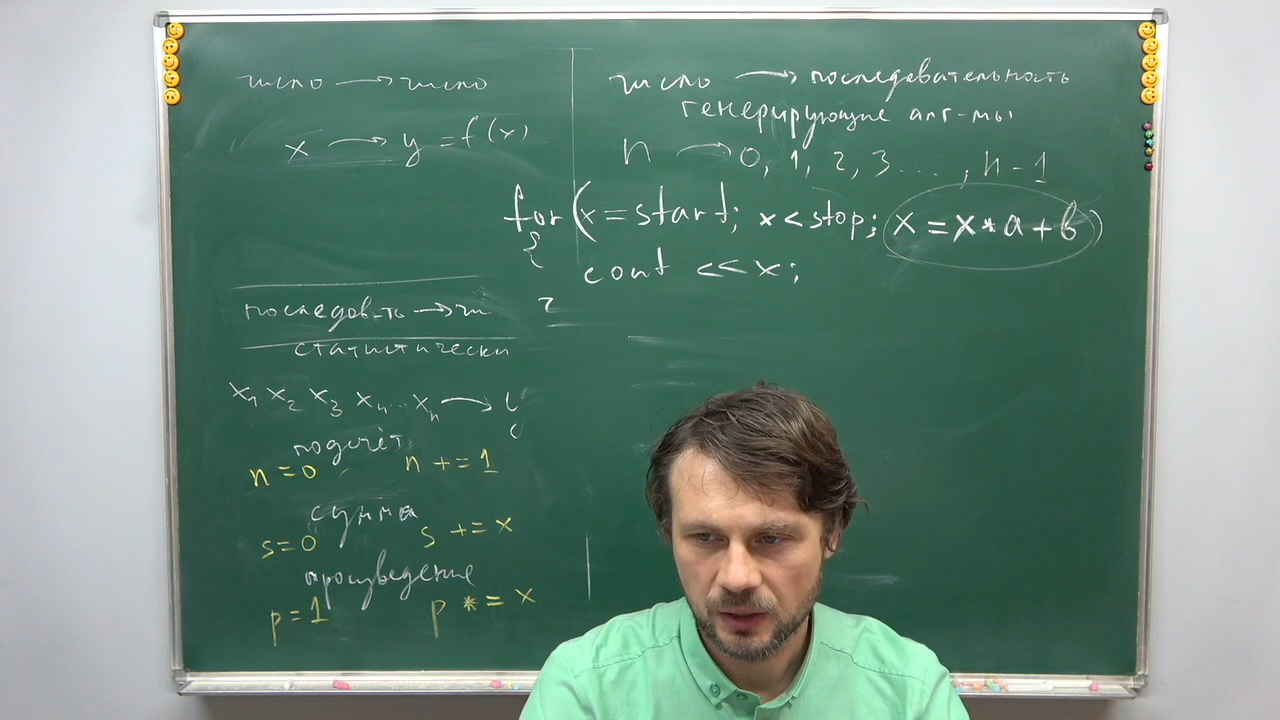 число → число
x → y = f(x)
число → последовательность
генерирующие алг-мы
n → 0, 1, 2, 3 ...., n-1
for (x = start; x < stop; x = x * a + b)
{
cout << x;
}
последов-ть → чи
статистически
x1 x2 x3 x4 ... xn →
подсчёт
n = 0 n += 1
сумма
s = 0 s += x
произведение
p = 1 p *= x